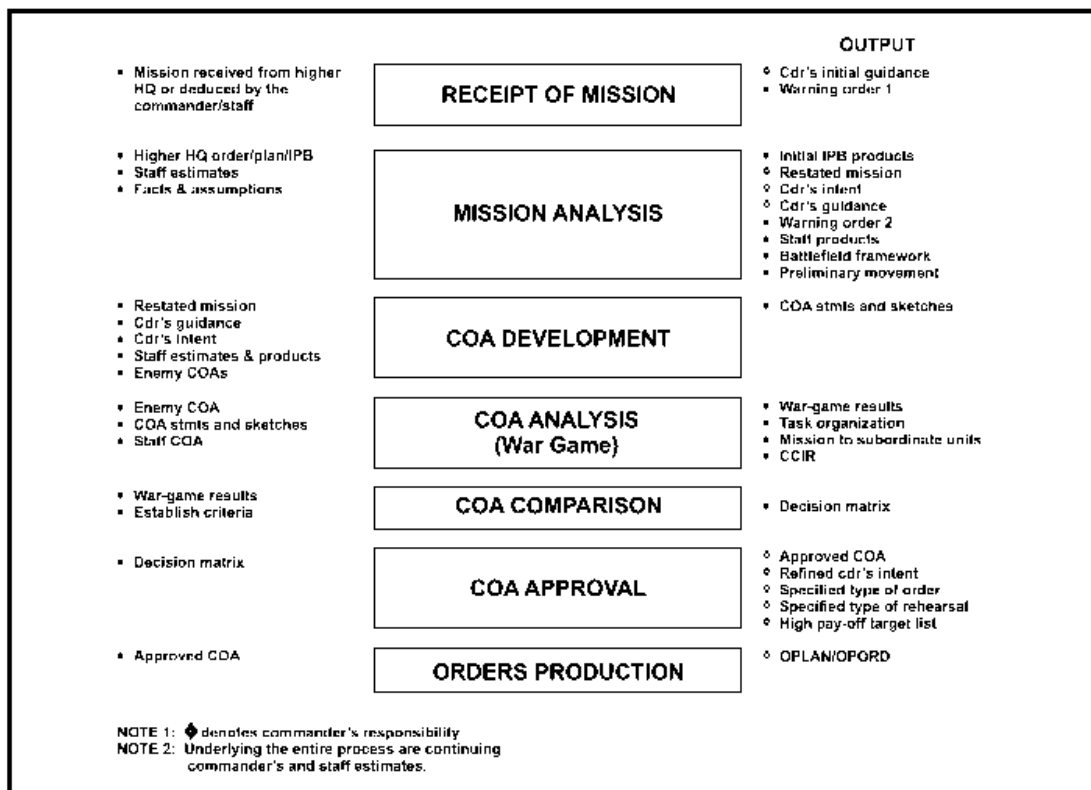 OUTPUT
• Mission received from higher
HQ or deduced by the
commander/staff
RECEIPT OF MISSION
° Cdr's initial guidance
• Warning order 1
• Higher HQ order/plan/IPB
• Staff estimates
• Facts & assumptions
MISSION ANALYSIS
• Initial IPB products
° Restated mission
° Cdr's intent
° Cdr's guidance
• Warning order 2
• Staff products
• Battlefield framework
• Preliminary movement
• Restated mission
• Cdr's guidance
• Cdr's intent
• Staff estimates & products
• Enemy COAs
COA DEVELOPMENT
• COA stmts and sketches
• Enemy COA
• COA stmts and sketches
• Staff COA
COA ANALYSIS
(War Game)
• War-game results
• Task organization
• Mission to subordinate units
• CCIR
• War-game results
• Establish criteria
COA COMPARISON
• Decision matrix
• Decision matrix
COA APPROVAL
° Approved COA
° Refined cdr's intent
° Specified type of order
° Specified type of rehearsal
° High pay-off target list
• Approved COA
ORDERS PRODUCTION
° OPLAN/OPORD
NOTE 1: ◆ denotes commander's responsibility
NOTE 2: Underlying the entire process are continuing
commander's and staff estimates.